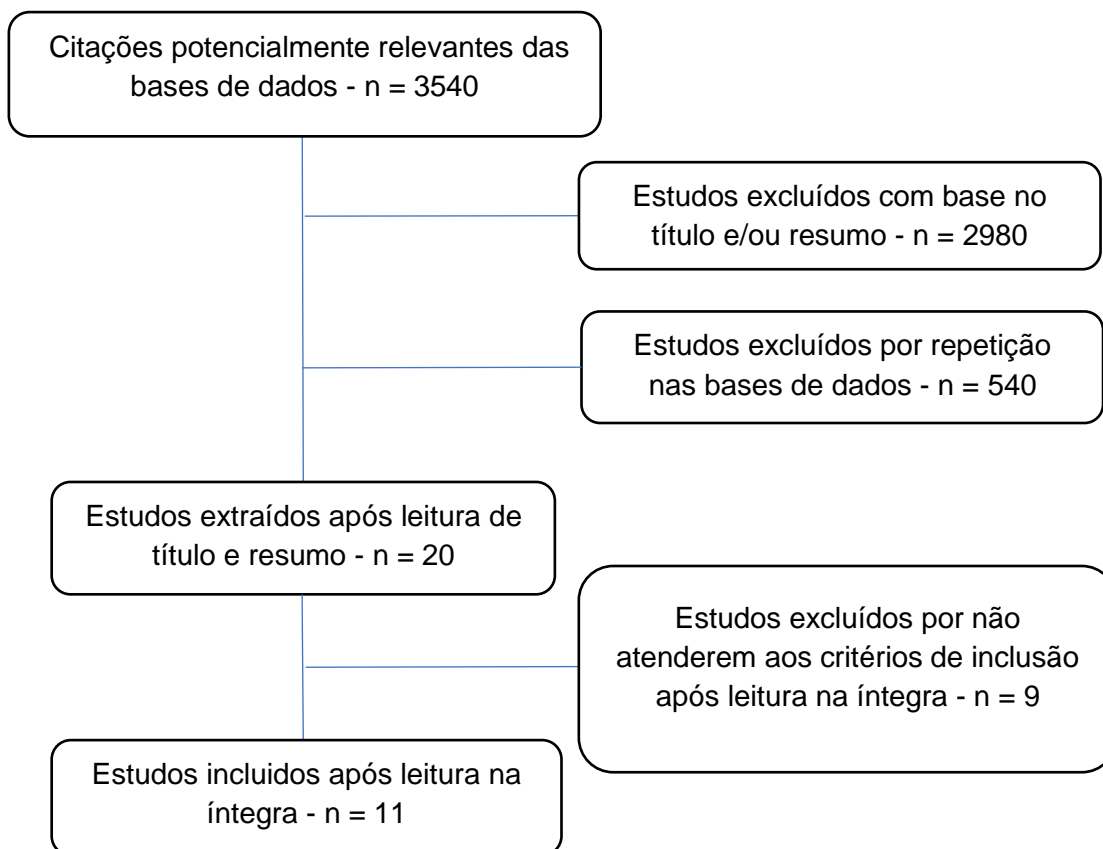 Citações potencialmente relevantes das
bases de dados - n = 3540
Estudos excluídos com base no
título e/ou resumo - n = 2980
Estudos excluídos por repetição
nas bases de dados - n = 540
Estudos extraídos após leitura de
título e resumo - n = 20
Estudos excluídos por não
atenderem aos critérios de inclusão
após leitura na íntegra - n = 9
Estudos incluidos após leitura na
íntegra - n = 11